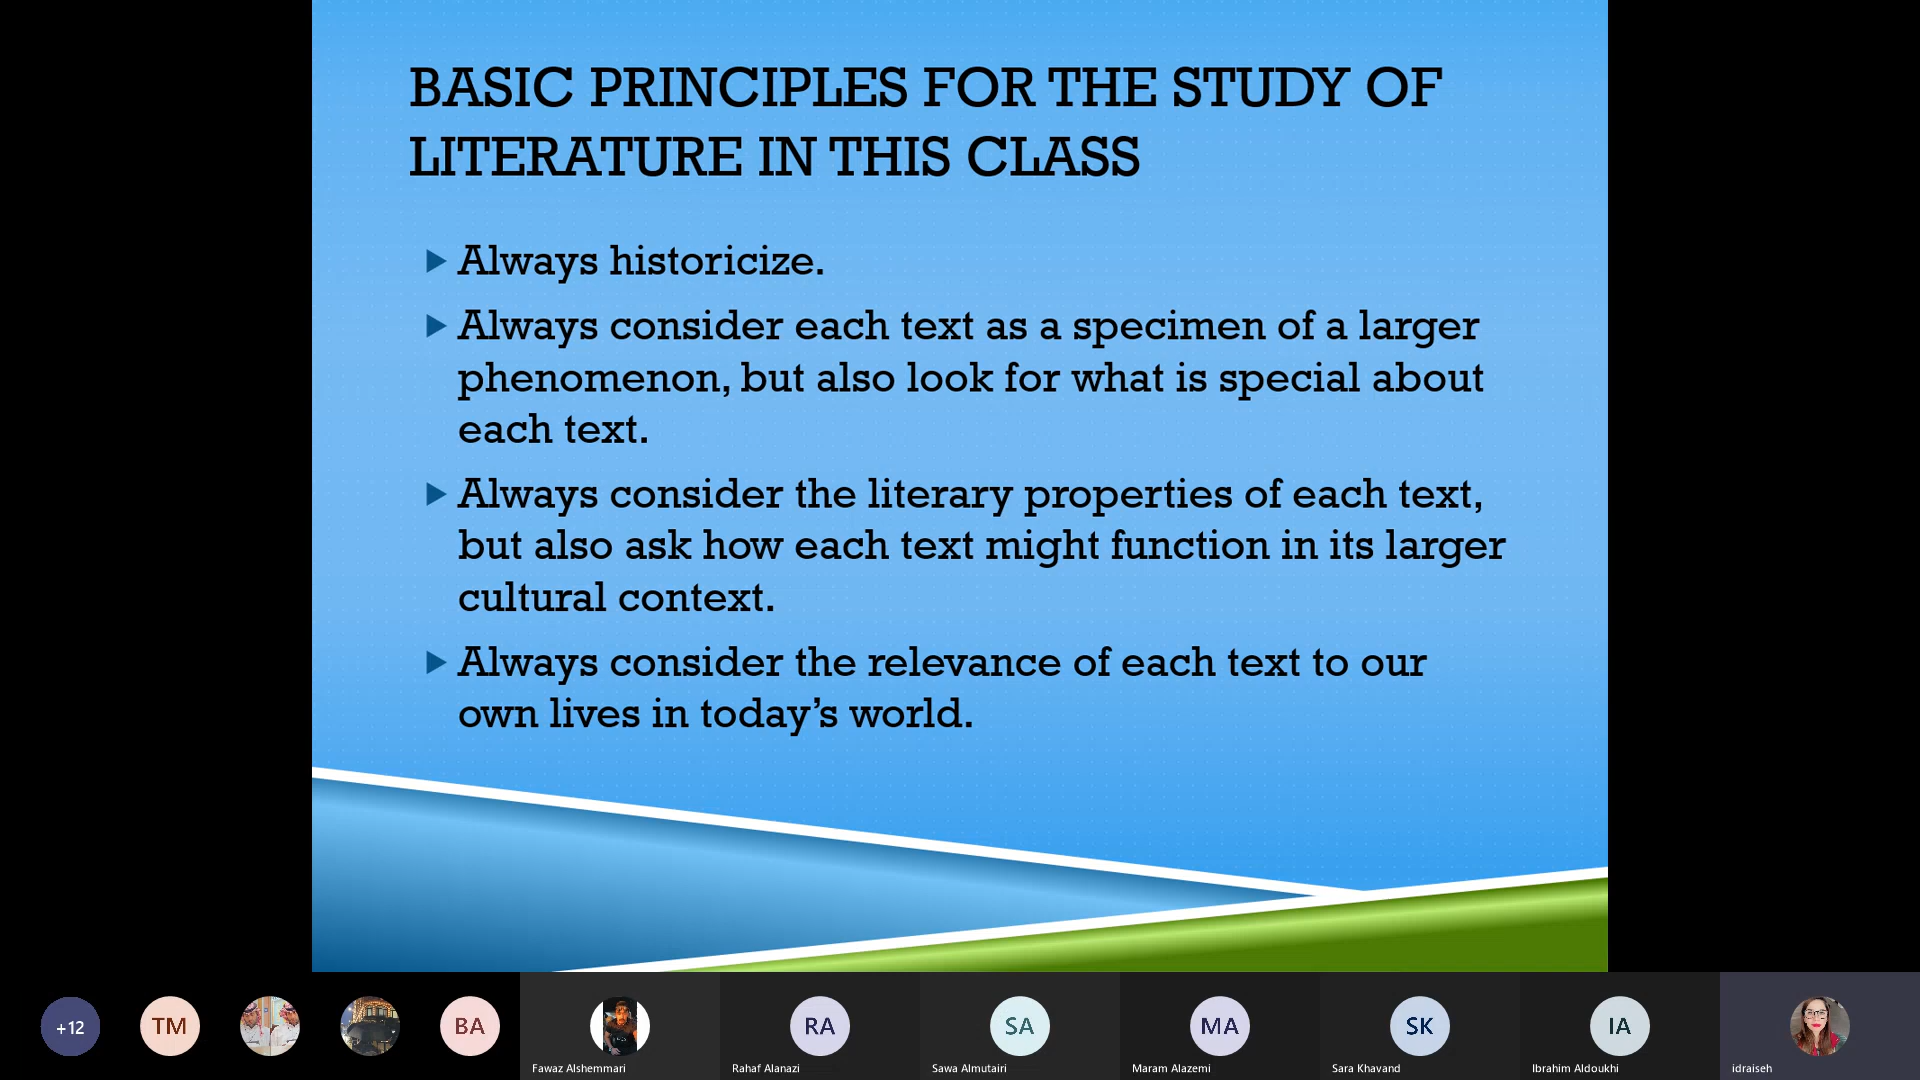 BASIC PRINCIPLES FOR THE STUDY OF
LITERATURE IN THIS CLASS
Always historicize.
Always consider each text as a specimen of a larger
phenomenon, but also look for what is special about
each text.
Always consider the literary properties of each text,
but also ask how each text might function in its larger
cultural context.
Always consider the relevance of each text to our
own lives in today's world.
+12
TM
BA
RA
SA
MA
SK
IA
Fawaz Alshemmari
Rahaf Alanazi
Sawa Almutairi
Maram Alazemi
Sara Khavand
Ibrahim Aldoukhi
idraiseh